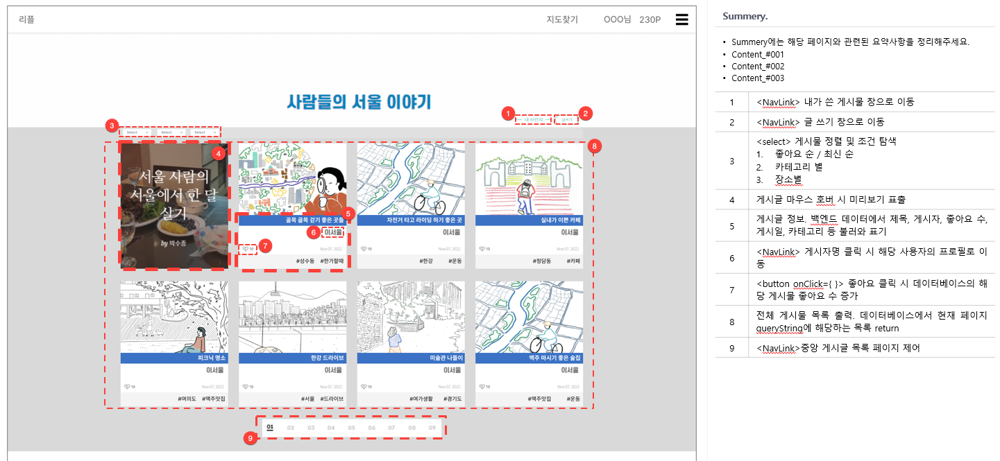 리플
지도찾기 OOO님 230P
사람들의 서울 이야기
1 2
내 브런치 글쓰기
3
Select Select Select
4 8
서울 사람의
서울에서 한 달
살기
by 박수종
5
골목 골목 걷기 좋은 곳들 자전거 타고 라이딩 하기 좋은 곳 실내가 이쁜 카페
6 이서울 이서울 이서울
7
19 19 Nov 07, 2022 19 Nov 07, 2022
#성수동 #한가할때 #한강 #운동 #청담동 #카페
피크닉 명소 한강 드라이브 미술관 나들이 맥주 마시기 좋은 술집
이서울 이서울 이서울 이서울
19 Nov 07, 2022 19 Nov 07, 2022 19 Nov 07, 2022 19 Nov 07, 2022
#여의도 #맥주맛집 #서울 #드라이브 #여가생활 #경기도 #맥주맛집 #운동
01 02 03 04 05 06 07 08 09
9
Summery.
• Summery에는 해당 페이지와 관련된 요약사항을 정리해주세요.
• Content_#001
• Content_#002
• Content_#003
1 <NavLink> 내가 쓴 게시물 창으로 이동
2 <NavLink> 글 쓰기 창으로 이동
3 <select> 게시물 정렬 및 조건 탐색
1. 좋아요 순 / 최신 순
2. 카테고리 별
3. 장소별
4 게시글 마우스 호버 시 미리보기 표출
5 게시글 정보. 백엔드 데이터에서 제목, 게시자, 좋아요 수,
게시일, 카테고리 등 불러와 표기
6 <NavLink> 게시자명 클릭 시 해당 사용자의 프로필로 이
동
7 <button onClick={ }> 좋아요 클릭 시 데이터베이스의 해
당 게시물 좋아요 수 증가
8 전체 게시물 목록 출력. 데이터베이스에서 현재 페이지
queryString에 해당하는 목록 return
9 <NavLink>중앙 게시글 목록 페이지 제어